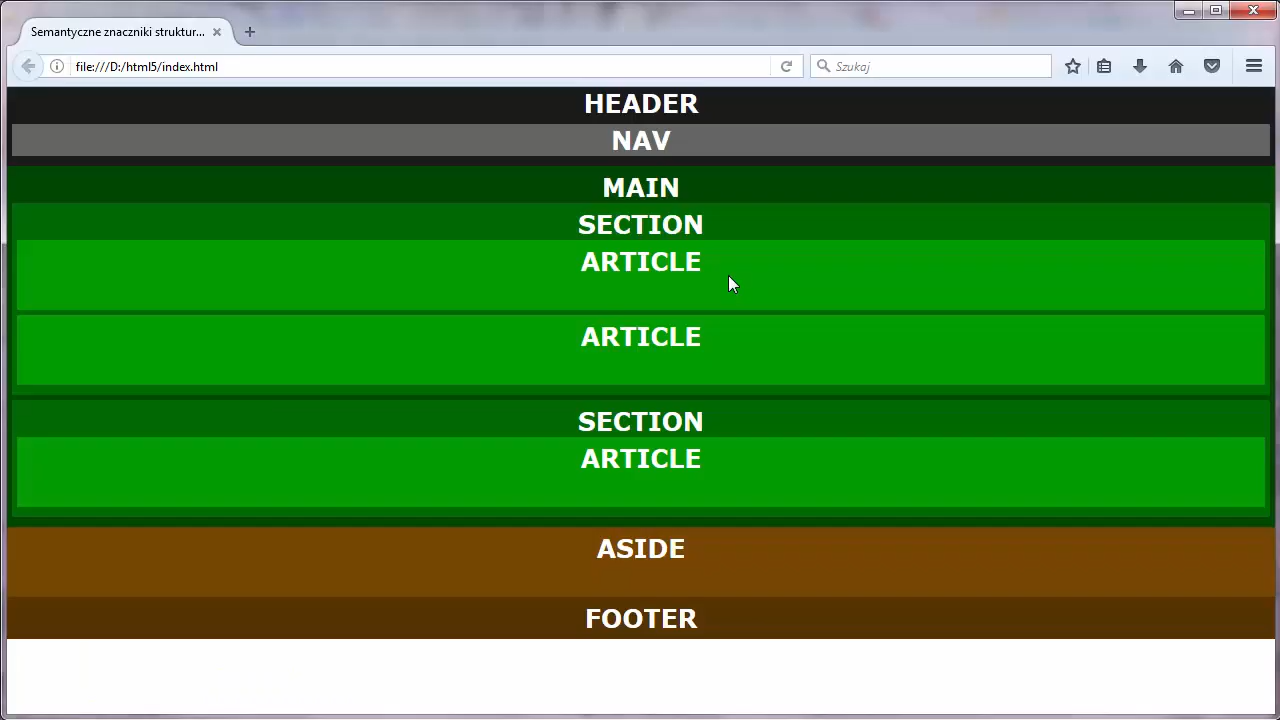 Semantyczne znaczniki struktur...
file:///D:/html5/index.html
Szukaj
HEADER
NAV
MAIN
SECTION
ARTICLE
ARTICLE
SECTION
ARTICLE
ASIDE
FOOTER